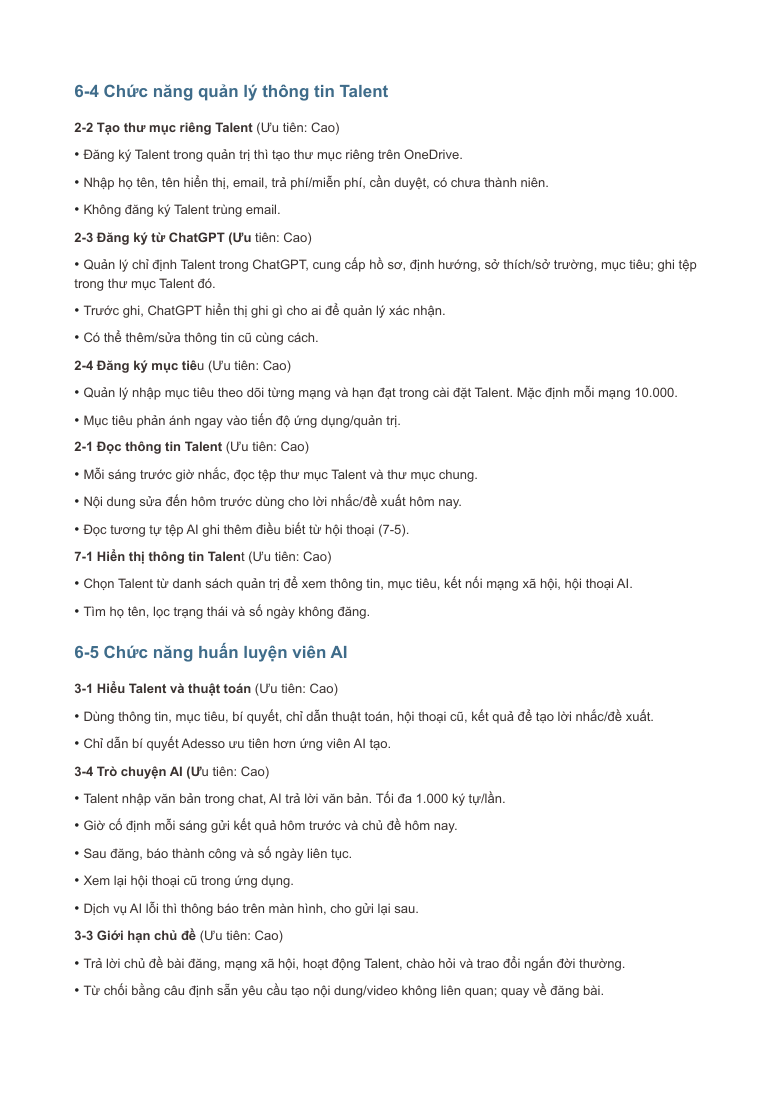 6-4 Chức năng quản lý thông tin Talent
2-2 Tạo thư mục riêng Talent (Ưu tiên: Cao)
• Đăng ký Talent trong quản trị thì tạo thư mục riêng trên OneDrive.
• Nhập họ tên, tên hiển thị, email, trả phí/miễn phí, cần duyệt, có chưa thành niên.
• Không đăng ký Talent trùng email.
2-3 Đăng ký từ ChatGPT (Ưu tiên: Cao)
• Quản lý chỉ định Talent trong ChatGPT, cung cấp hồ sơ, định hướng, sở thích/sở trường, mục tiêu; ghi tệp
trong thư mục Talent đó.
• Trước ghi, ChatGPT hiển thị ghi gì cho ai để quản lý xác nhận.
• Có thể thêm/sửa thông tin cũ cùng cách.
2-4 Đăng ký mục tiêu (Ưu tiên: Cao)
• Quản lý nhập mục tiêu theo dõi từng mạng và hạn đạt trong cài đặt Talent. Mặc định mỗi mạng 10.000.
• Mục tiêu phản ánh ngay vào tiến độ ứng dụng/quản trị.
2-1 Đọc thông tin Talent (Ưu tiên: Cao)
• Mỗi sáng trước giờ nhắc, đọc tệp thư mục Talent và thư mục chung.
• Nội dung sửa đến hôm trước dùng cho lời nhắc/đề xuất hôm nay.
• Đọc tương tự tệp AI ghi thêm điều biết từ hội thoại (7-5).
7-1 Hiển thị thông tin Talent (Ưu tiên: Cao)
• Chọn Talent từ danh sách quản trị để xem thông tin, mục tiêu, kết nối mạng xã hội, hội thoại AI.
• Tìm họ tên, lọc trạng thái và số ngày không đăng.
6-5 Chức năng huấn luyện viên AI
3-1 Hiểu Talent và thuật toán (Ưu tiên: Cao)
• Dùng thông tin, mục tiêu, bí quyết, chỉ dẫn thuật toán, hội thoại cũ, kết quả để tạo lời nhắc/đề xuất.
• Chỉ dẫn bí quyết Adesso ưu tiên hơn ứng viên AI tạo.
3-4 Trò chuyện AI (Ưu tiên: Cao)
• Talent nhập văn bản trong chat, AI trả lời văn bản. Tối đa 1.000 ký tự/lần.
• Giờ cố định mỗi sáng gửi kết quả hôm trước và chủ đề hôm nay.
• Sau đăng, báo thành công và số ngày liên tục.
• Xem lại hội thoại cũ trong ứng dụng.
• Dịch vụ AI lỗi thì thông báo trên màn hình, cho gửi lại sau.
3-3 Giới hạn chủ đề (Ưu tiên: Cao)
• Trả lời chủ đề bài đăng, mạng xã hội, hoạt động Talent, chào hỏi và trao đổi ngắn đời thường.
• Từ chối bằng câu định sẵn yêu cầu tạo nội dung/video không liên quan; quay về đăng bài.